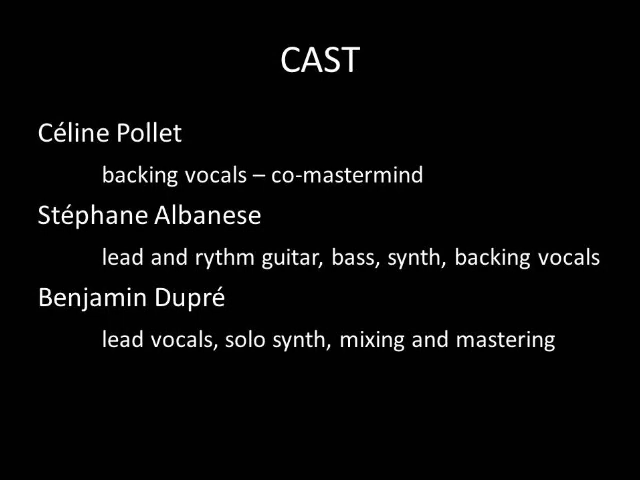 CAST
Céline Pollet
backing vocals – co-mastermind
Stéphane Albanese
lead and rythm guitar, bass, synth, backing vocals
Benjamin Dupré
lead vocals, solo synth, mixing and mastering